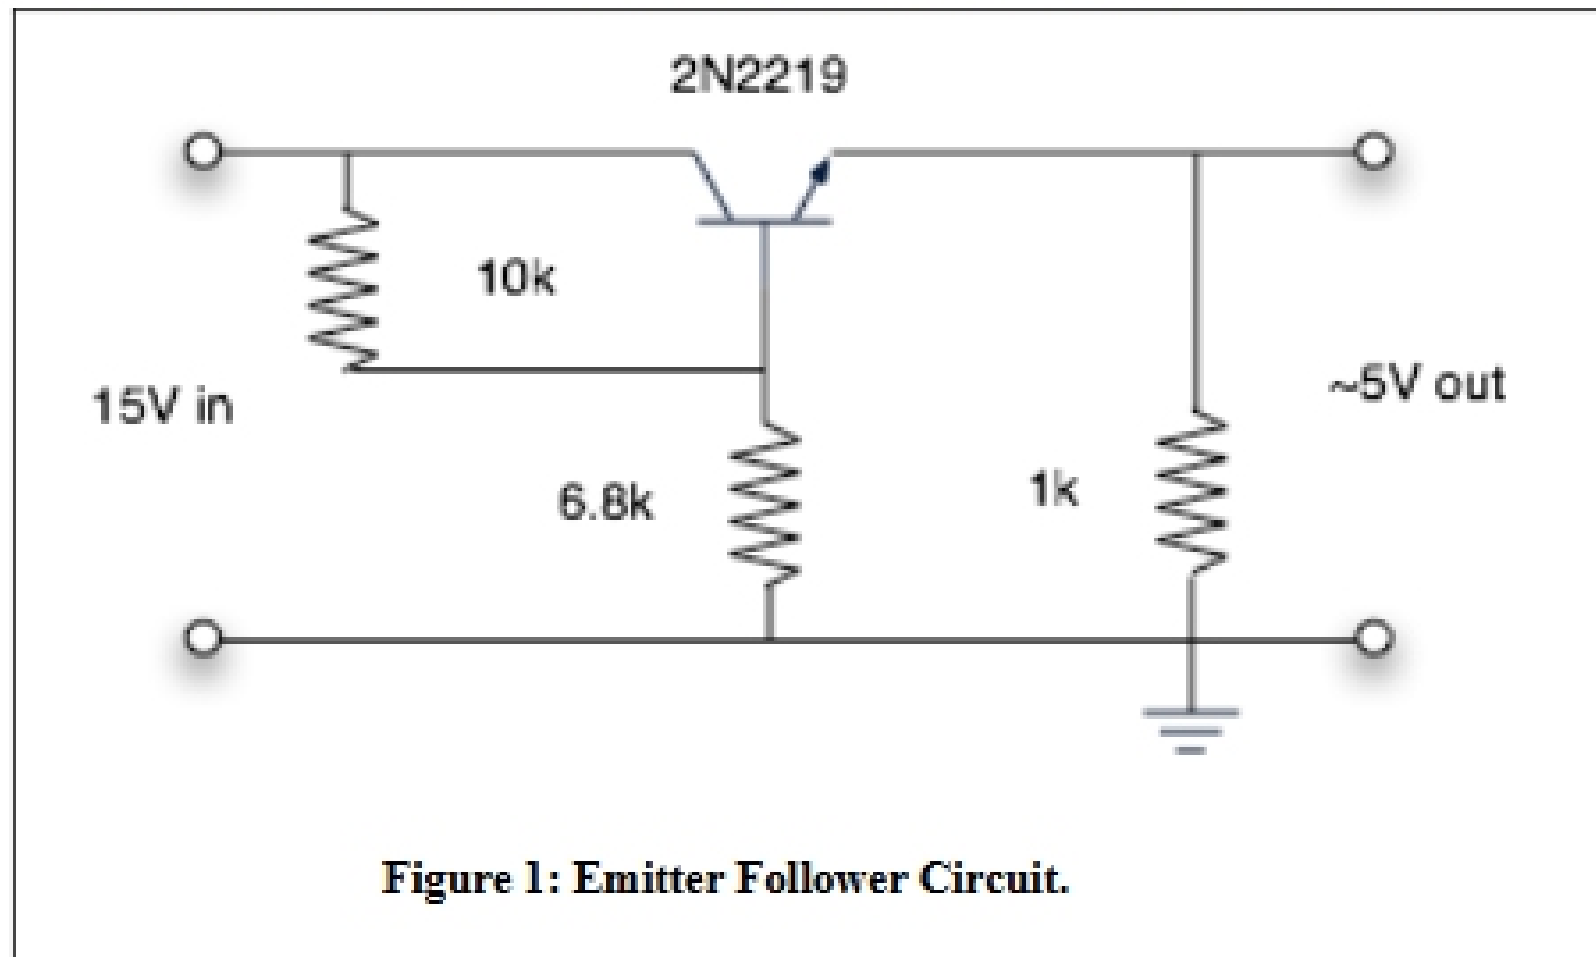 2N2219
10k
15V in
~5V out
6.8k
1k
Figure 1: Emitter Follower Circuit.